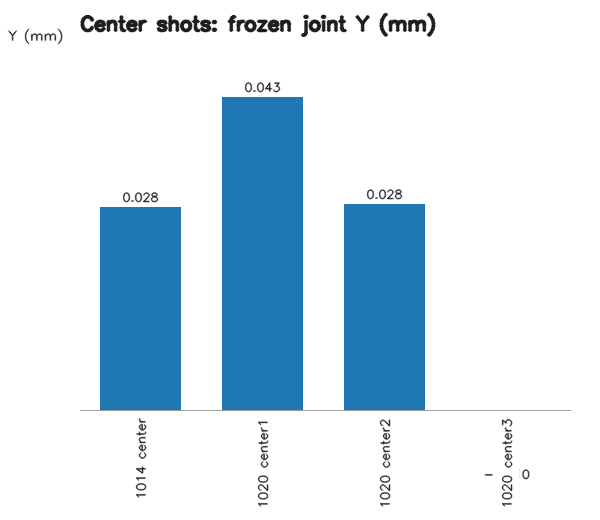 Center shots: frozen joint Y (mm)
Y (mm)
0.043
0.028
0.028
1014 center
1020 center1
1020 center2
1020 center3